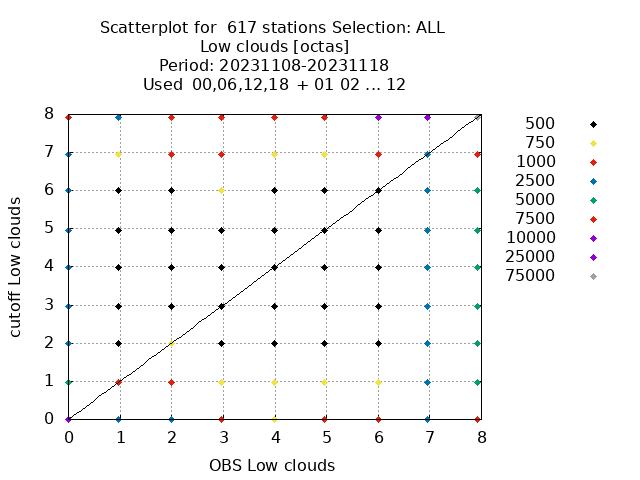 Scatterplot for  617 stations Selection: ALL
Low clouds [octas]
Period: 20231108-20231118
Used  00,06,12,18  + 01 02 ... 12
8
7
6
5
4
3
2
1
0
cutoff Low clouds
0 1 2 3 4 5 6 7 8
OBS Low clouds
500
750
1000
2500
5000
7500
10000
25000
75000